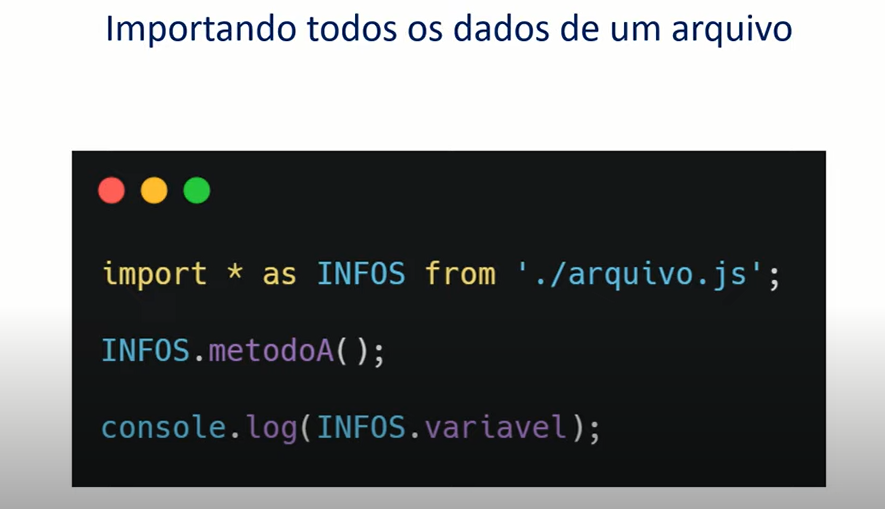 Importando todos os dados de um arquivo
import * as INFOS from './arquivo.js';
INFOS.metodoA();
console.log(INFOS.variavel);